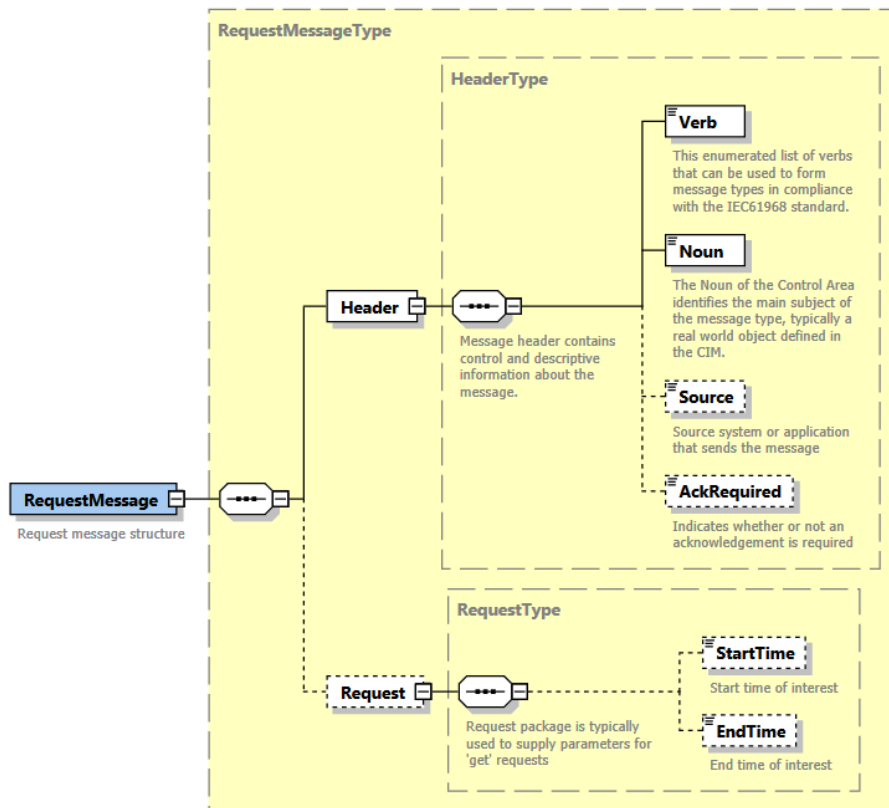 RequestMessageType
HeaderType
Verb
This enumerated list of verbs
that can be used to form
message types in compliance
with the IEC61968 standard.
Noun
The Noun of the Control Area
identifies the main subject of
the message type, typically a
real world object defined in
the CIM.
Header
Message header contains
control and descriptive
information about the
message.
Source
Source system or application
that sends the message
AckRequired
Indicates whether or not an
acknowledgement is required
RequestMessage
Request message structure
RequestType
StartTime
Start time of interest
Request
Request package is typically
used to supply parameters for
'get' requests
EndTime
End time of interest